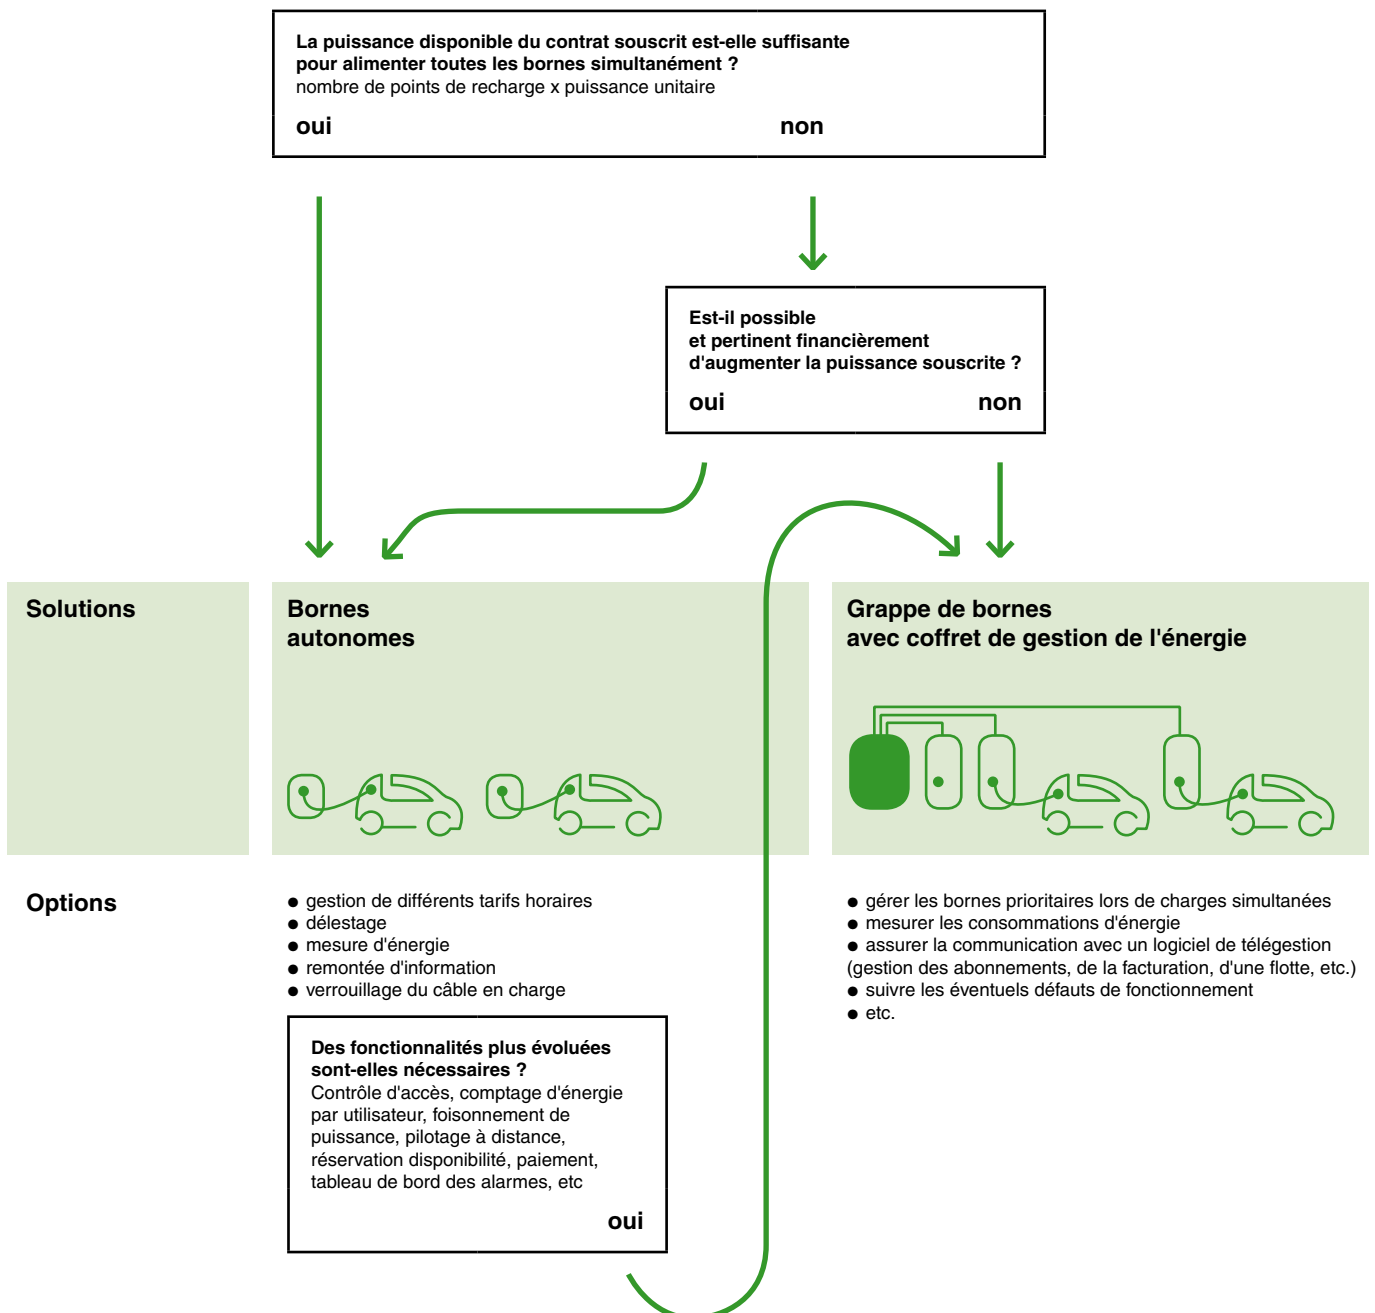 La puissance disponible du contrat souscrit est-elle suffisante
pour alimenter toutes les bornes simultanément ?
nombre de points de recharge x puissance unitaire
oui
non
Est-il possible
et pertinent financièrement
d'augmenter la puissance souscrite ?
oui
non
Solutions
Bornes
autonomes
Grappe de bornes
avec coffret de gestion de l'énergie
Options
● gestion de différents tarifs horaires
● délestage
● mesure d'énergie
● remontée d'information
● verrouillage du câble en charge
Des fonctionnalités plus évoluées
sont-elles nécessaires ?
Contrôle d'accès, comptage d'énergie
par utilisateur, foisonnement de
puissance, pilotage à distance,
réservation disponibilité, paiement,
tableau de bord des alarmes, etc
oui
● gérer les bornes prioritaires lors de charges simultanées
● mesurer les consommations d'énergie
● assurer la communication avec un logiciel de télégestion
(gestion des abonnements, de la facturation, d'une flotte, etc.)
● suivre les éventuels défauts de fonctionnement
● etc.